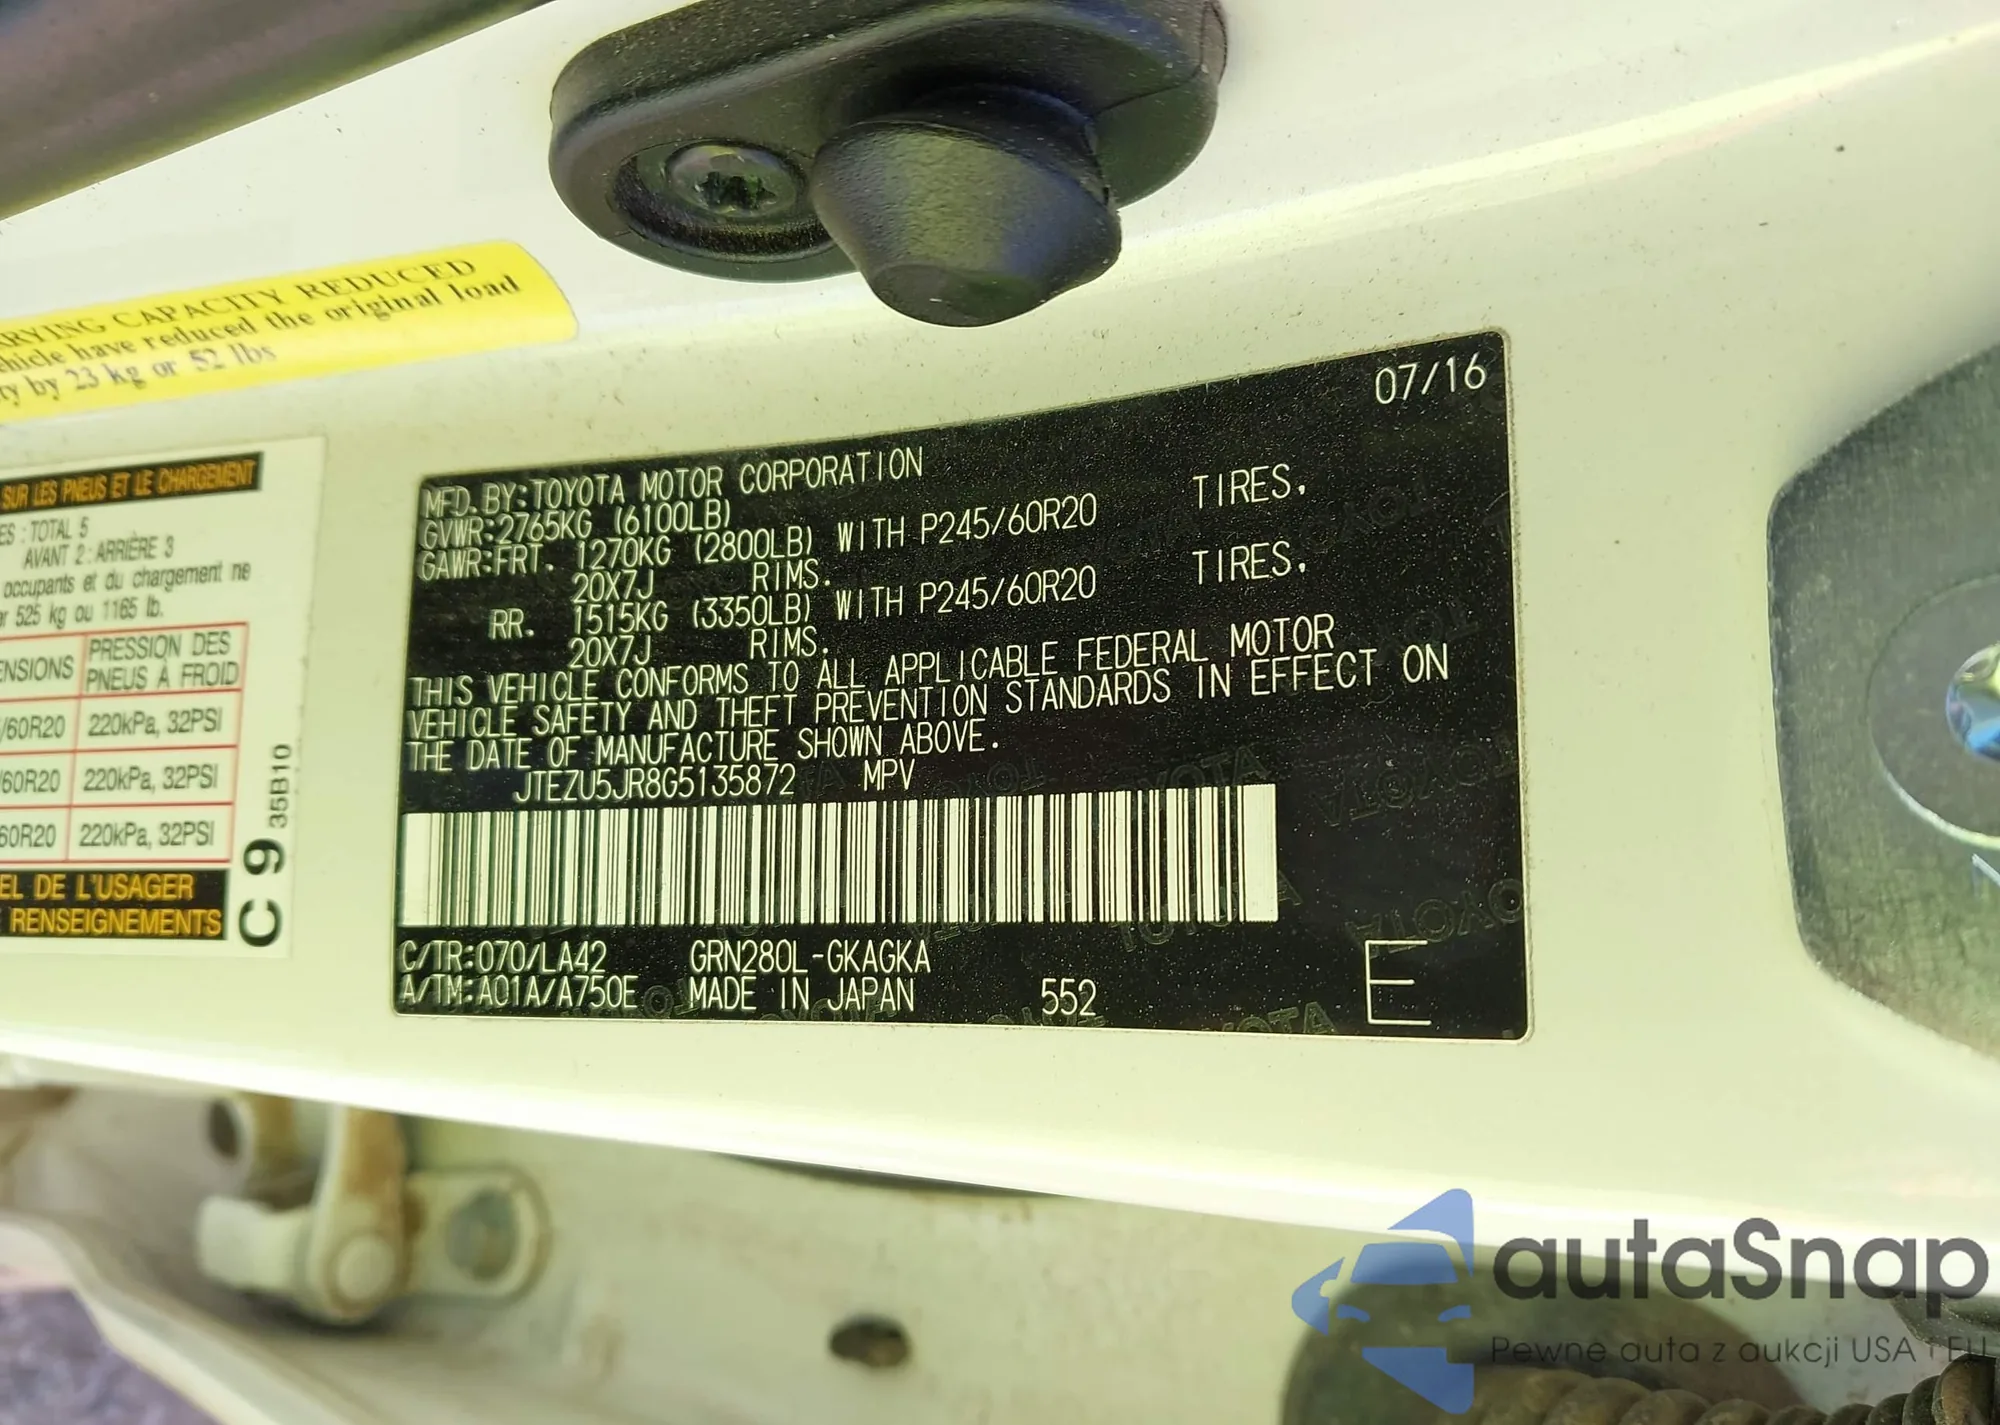 RYING CAPACITY REDUCED
ehicle have reduced the original load
ty by 23 kg or 52 lbs
SUR LES PNEUS ET LE CHARGEMENT
ES : TOTAL 5
AVANT 2 : ARRIÈRE 3
occupants et du chargement ne
er 525 kg ou 1165 lb.
ENSIONS PRESSION DES PNEUS À FROID
/60R20 220kPa, 32PSI
60R20 220kPa, 32PSI
60R20 220kPa, 32PSI
EL DE L'USAGER
RENSEIGNEMENTS
C 9 35B10
07/16
MFD.BY:TOYOTA MOTOR CORPORATION
GVWR:2765KG (6100LB)
GAWR:FRT. 1270KG (2800LB) WITH P245/60R20 TIRES,
20X7J RIMS.
RR. 1515KG (3350LB) WITH P245/60R20 TIRES,
20X7J RIMS.
THIS VEHICLE CONFORMS TO ALL APPLICABLE FEDERAL MOTOR
VEHICLE SAFETY AND THEFT PREVENTION STANDARDS IN EFFECT ON
THE DATE OF MANUFACTURE SHOWN ABOVE.
JTEZU5JR8G5135872 MPV
C/TR:070/LA42 GRN280L-GKAGKA
A/TM:A01A/A750E MADE IN JAPAN 552 E
autaSnap
Pewne auta z aukcji USA i EU